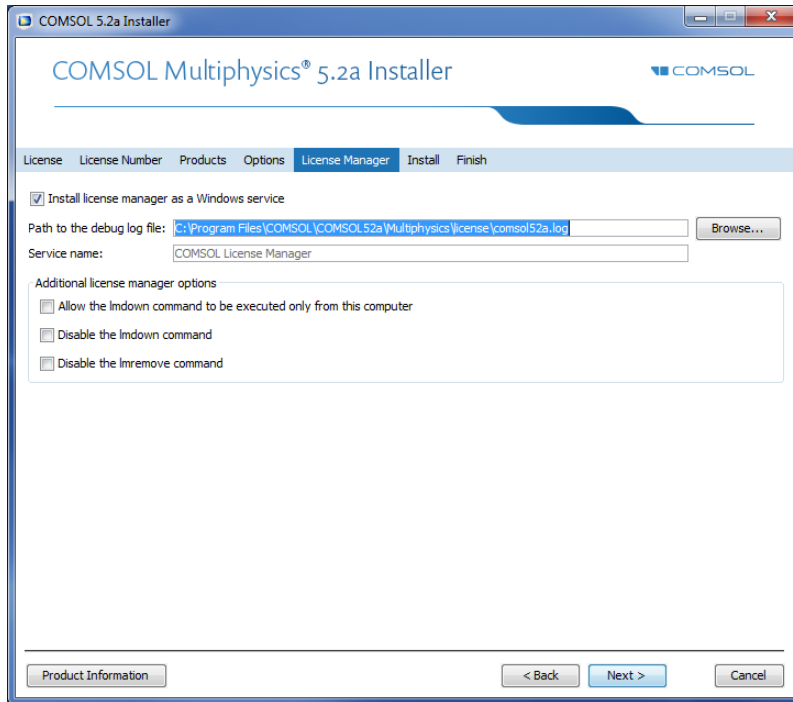 COMSOL 5.2a Installer
COMSOL Multiphysics® 5.2a Installer
COMSOL
License License Number Products Options License Manager Install Finish
Install license manager as a Windows service
Path to the debug log file: C:\Program Files\COMSOL\COMSOL52a\Multiphysics\license\comsol52a.log Browse...
Service name: COMSOL License Manager
Additional license manager options
Allow the lmdown command to be executed only from this computer
Disable the lmdown command
Disable the lmremove command
Product Information < Back Next > Cancel